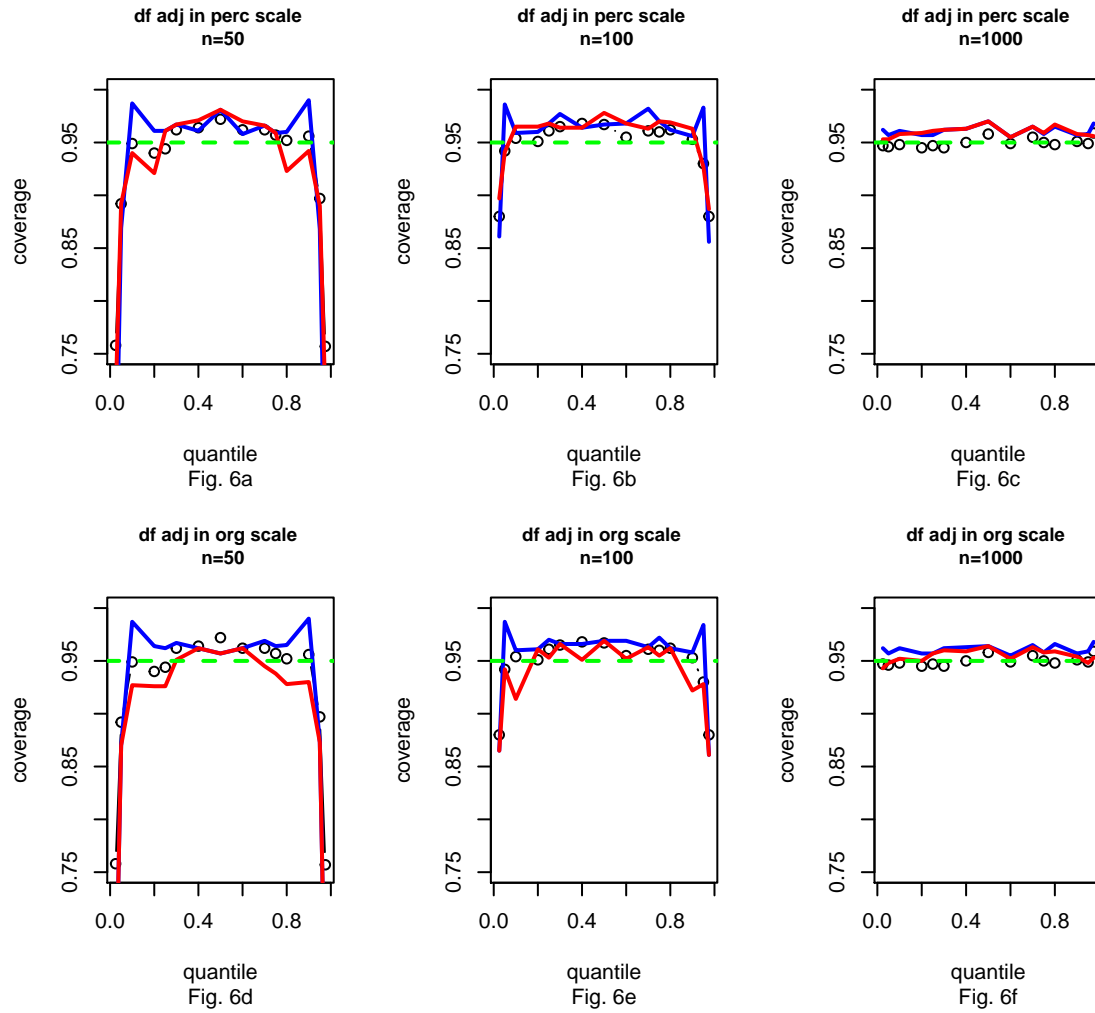 df adj in perc scale
n=50
coverage
0.75 0.85 0.95
0.0 0.4 0.8
quantile
Fig. 6a
df adj in perc scale
n=100
coverage
0.75 0.85 0.95
0.0 0.4 0.8
quantile
Fig. 6b
df adj in perc scale
n=1000
coverage
0.75 0.85 0.95
0.0 0.4 0.8
quantile
Fig. 6c
df adj in org scale
n=50
coverage
0.75 0.85 0.95
0.0 0.4 0.8
quantile
Fig. 6d
df adj in org scale
n=100
coverage
0.75 0.85 0.95
0.0 0.4 0.8
quantile
Fig. 6e
df adj in org scale
n=1000
coverage
0.75 0.85 0.95
0.0 0.4 0.8
quantile
Fig. 6f